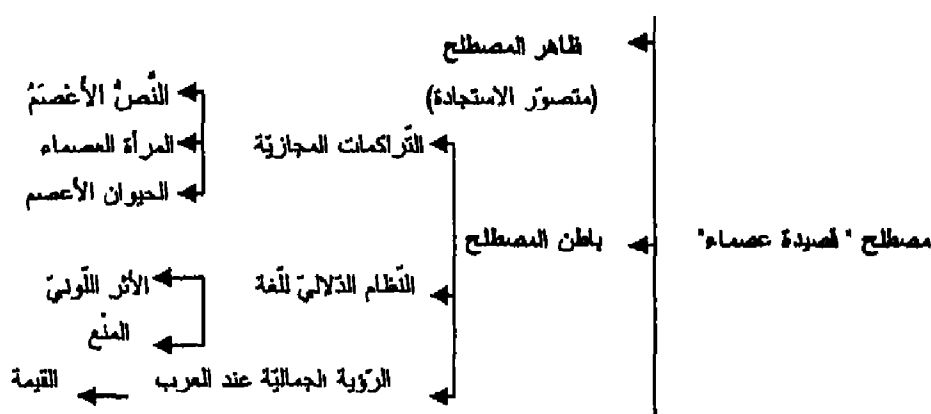 ظاهر المصطلح
(متصوّر الاستجادة)
النّصّ الأعْصَمُ
التّراكمات المجازيّة
المرأة العصماء
الحيوان الأعصم
مصطلح "قصيدة عصماء"
باطن المصطلح
النّظام الدّلاليّ للّغة
الأثر اللّونيّ
المنْع
الرّؤية الجماليّة عند العرب
القيمة